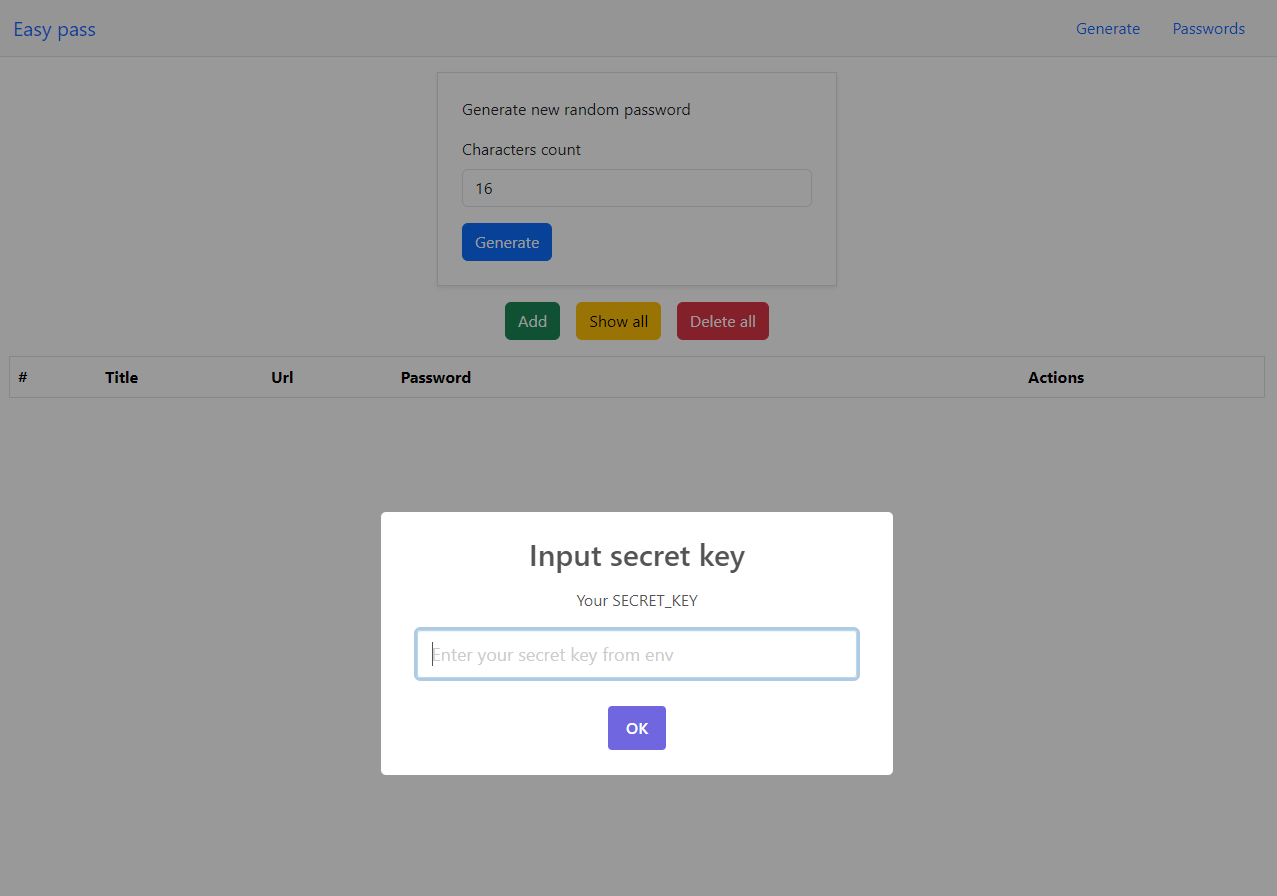 Easy pass Generate Passwords
Generate new random password
Characters count
16
Generate
Add Show all Delete all
# Title Url Password Actions
Input secret key
Your SECRET_KEY
Enter your secret key from env
OK